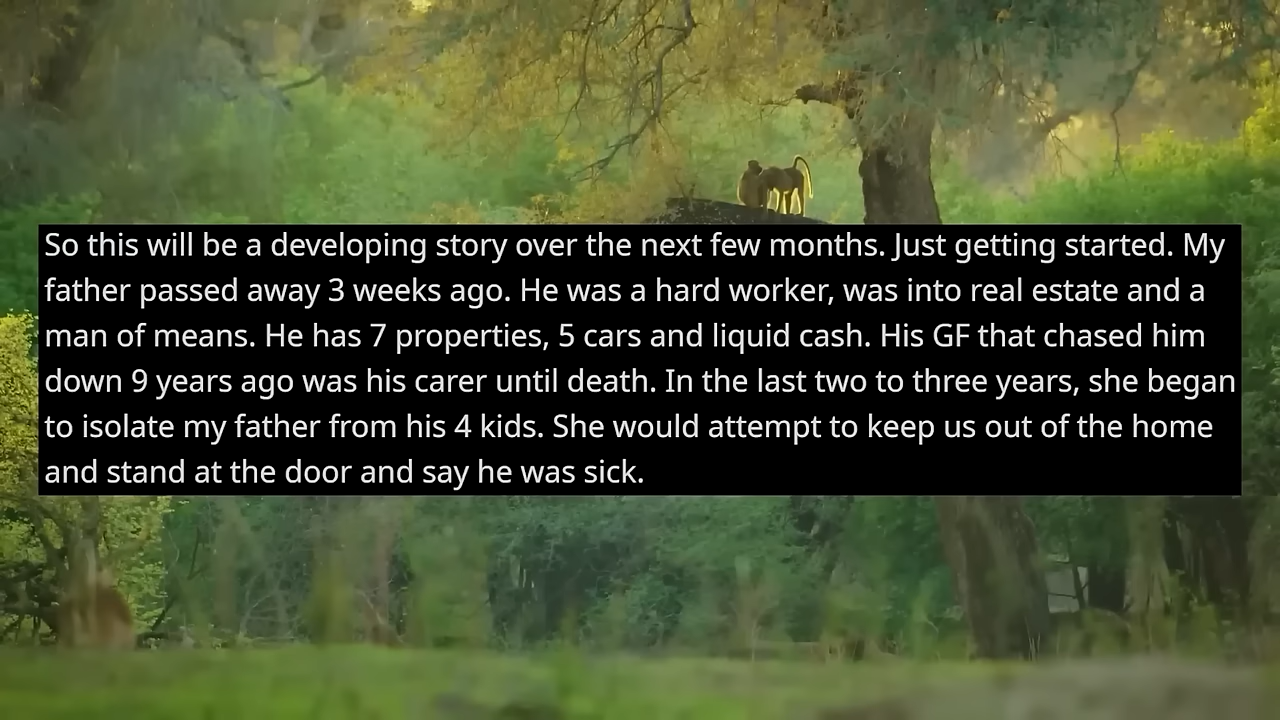 So this will be a developing story over the next few months. Just getting started. My
father passed away 3 weeks ago. He was a hard worker, was into real estate and a
man of means. He has 7 properties, 5 cars and liquid cash. His GF that chased him
down 9 years ago was his carer until death. In the last two to three years, she began
to isolate my father from his 4 kids. She would attempt to keep us out of the home
and stand at the door and say he was sick.